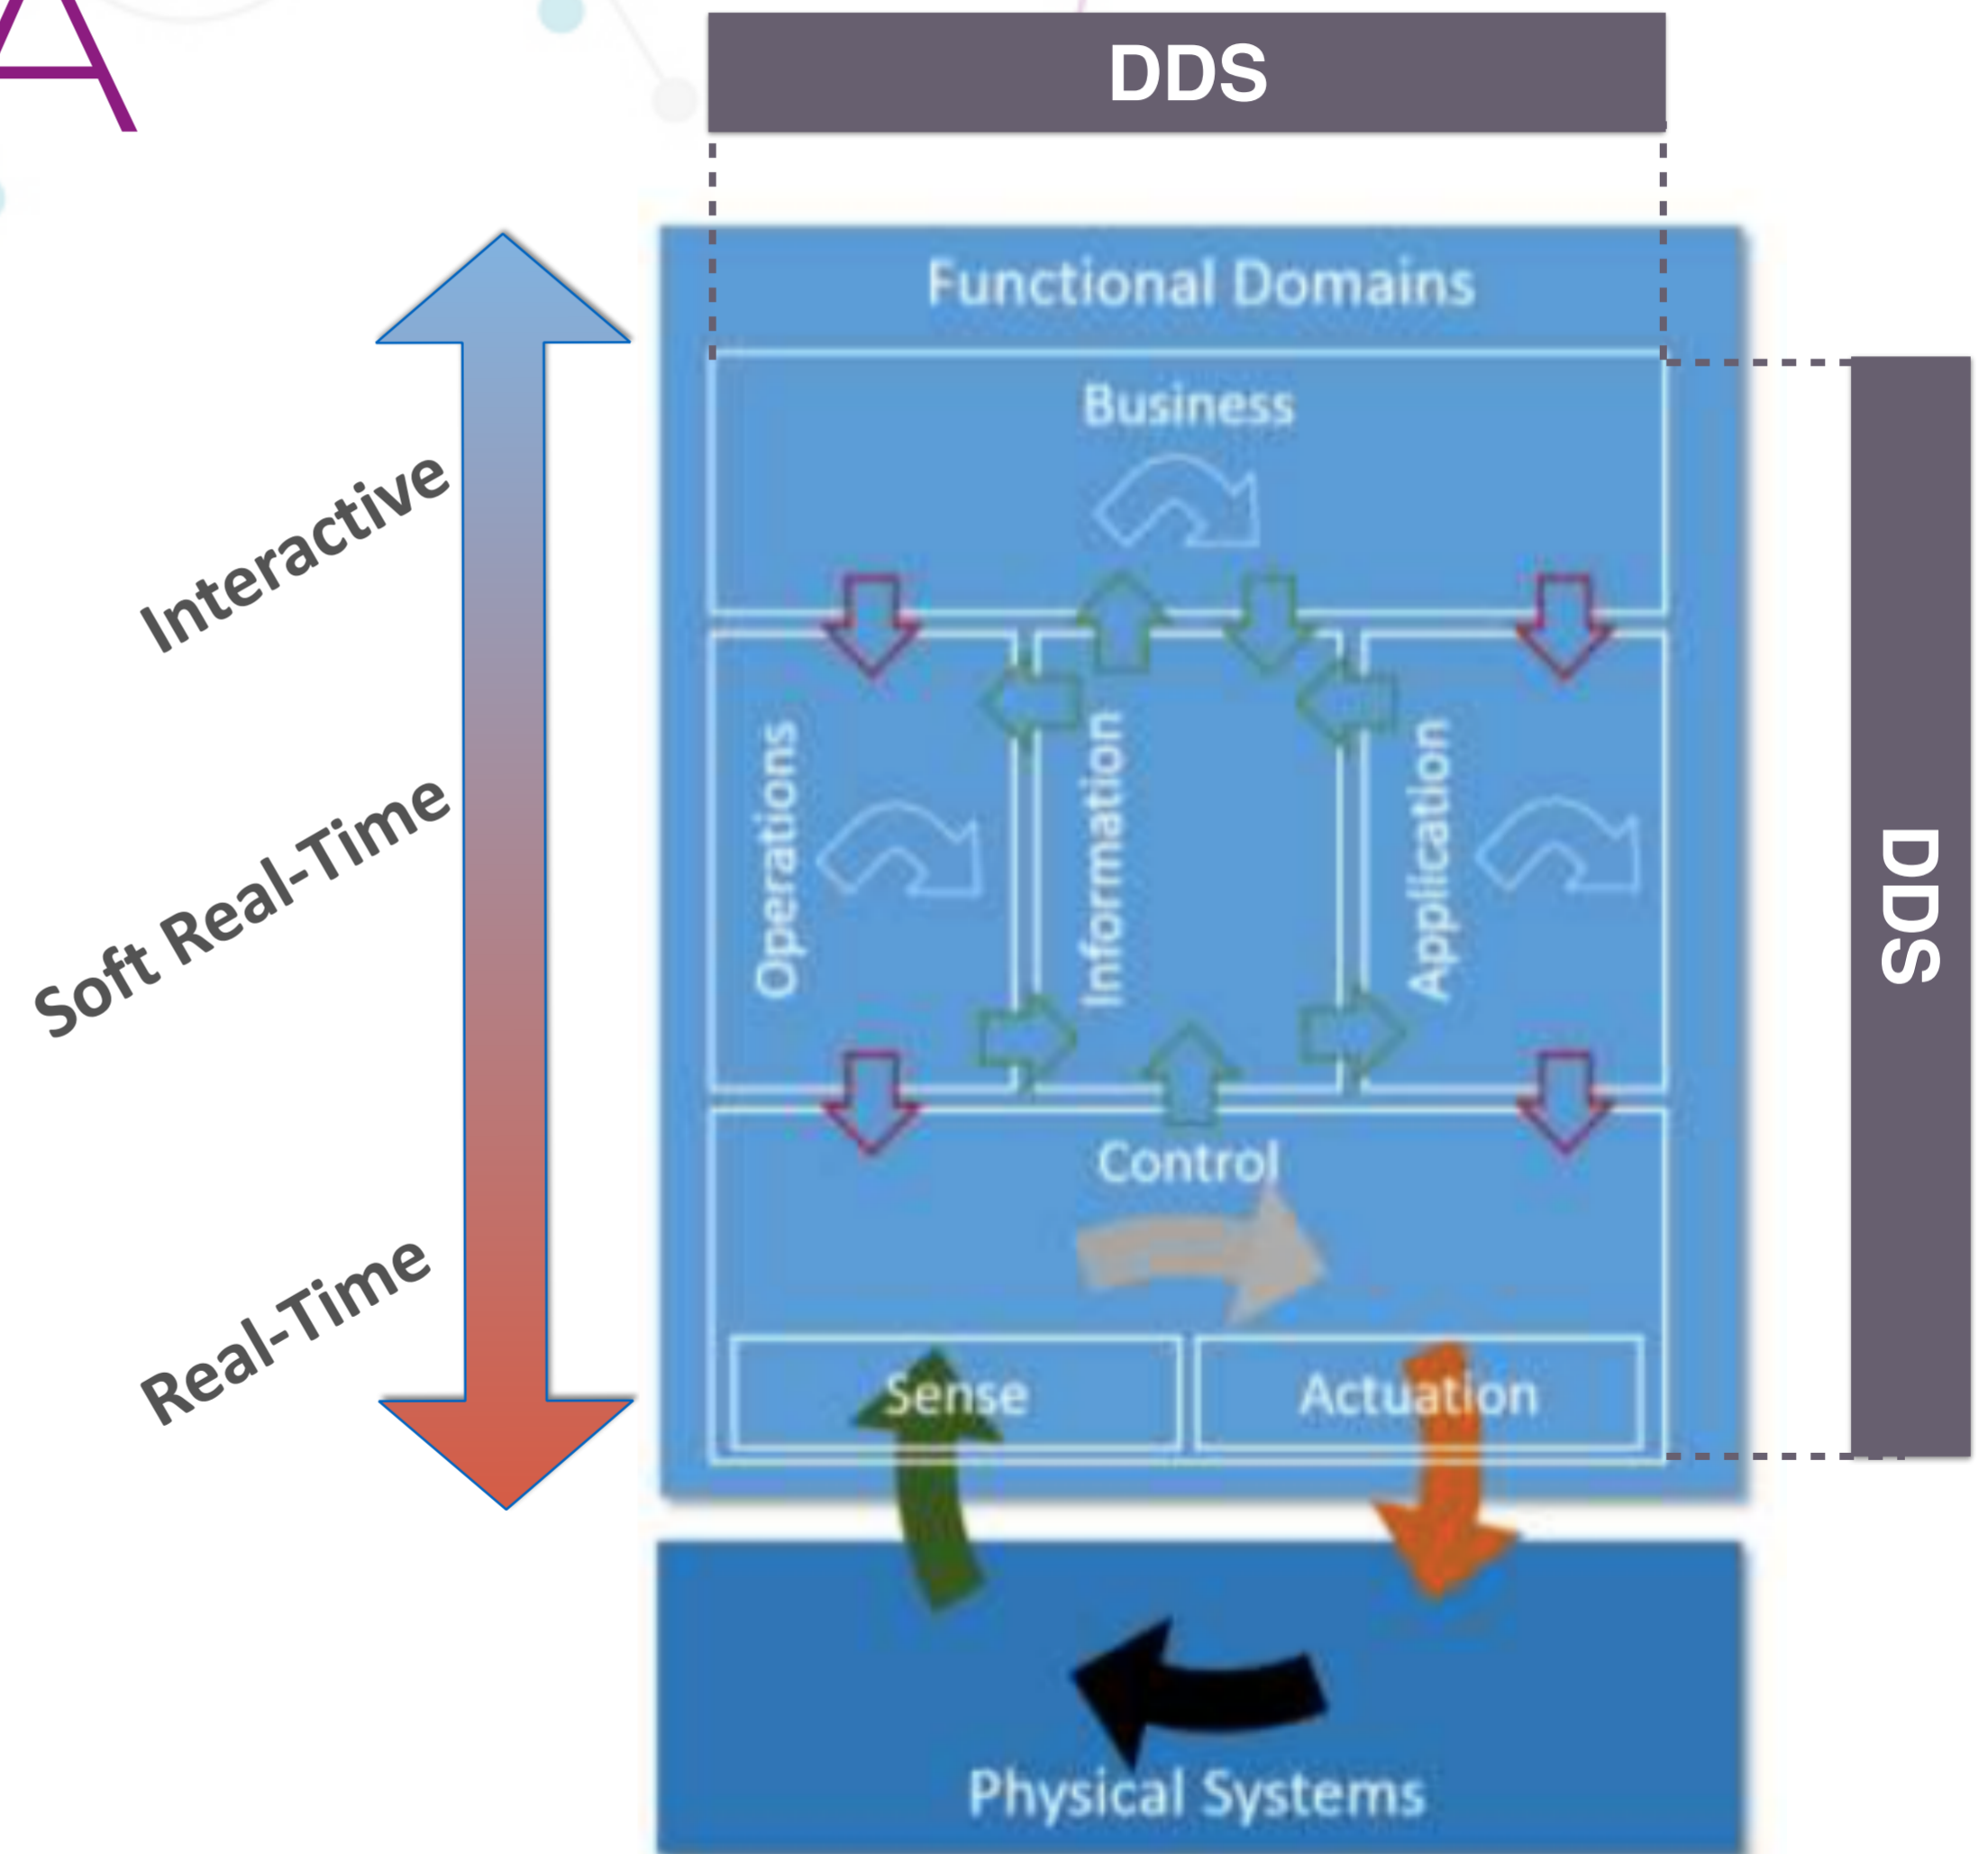 A
DDS
Functional Domains
Business
Interactive
Operations
Information
Application
Soft Real-Time
DDS
Control
Real-Time
Sense
Actuation
Physical Systems